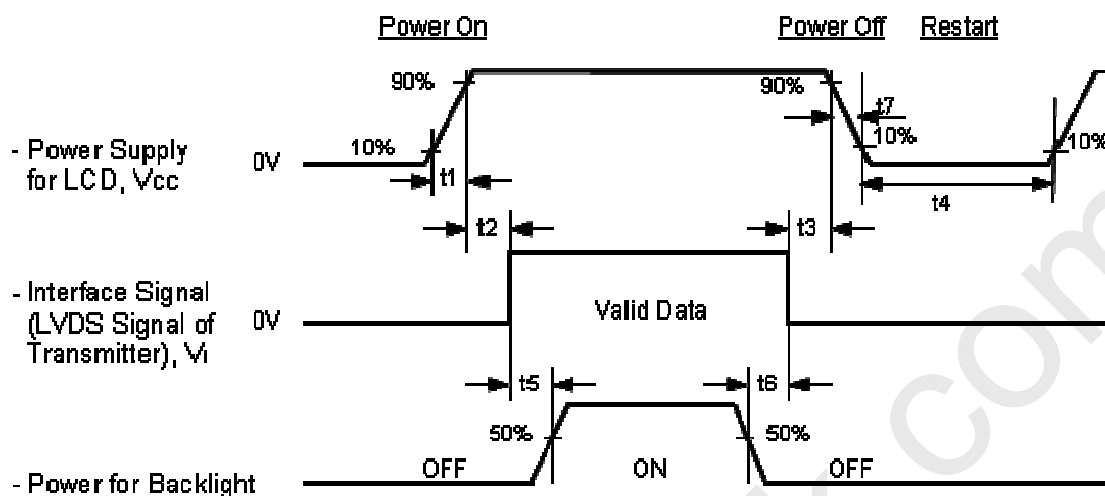 Power On
Power Off Restart
90%
90%
t7
- Power Supply
for LCD, Vcc
0V
10%
10%
10%
t1
t4
t2
t3
- Interface Signal
(LVDS Signal of
Transmitter), Vi
0V
Valid Data
t5
t6
50%
50%
- Power for Backlight
OFF
ON
OFF